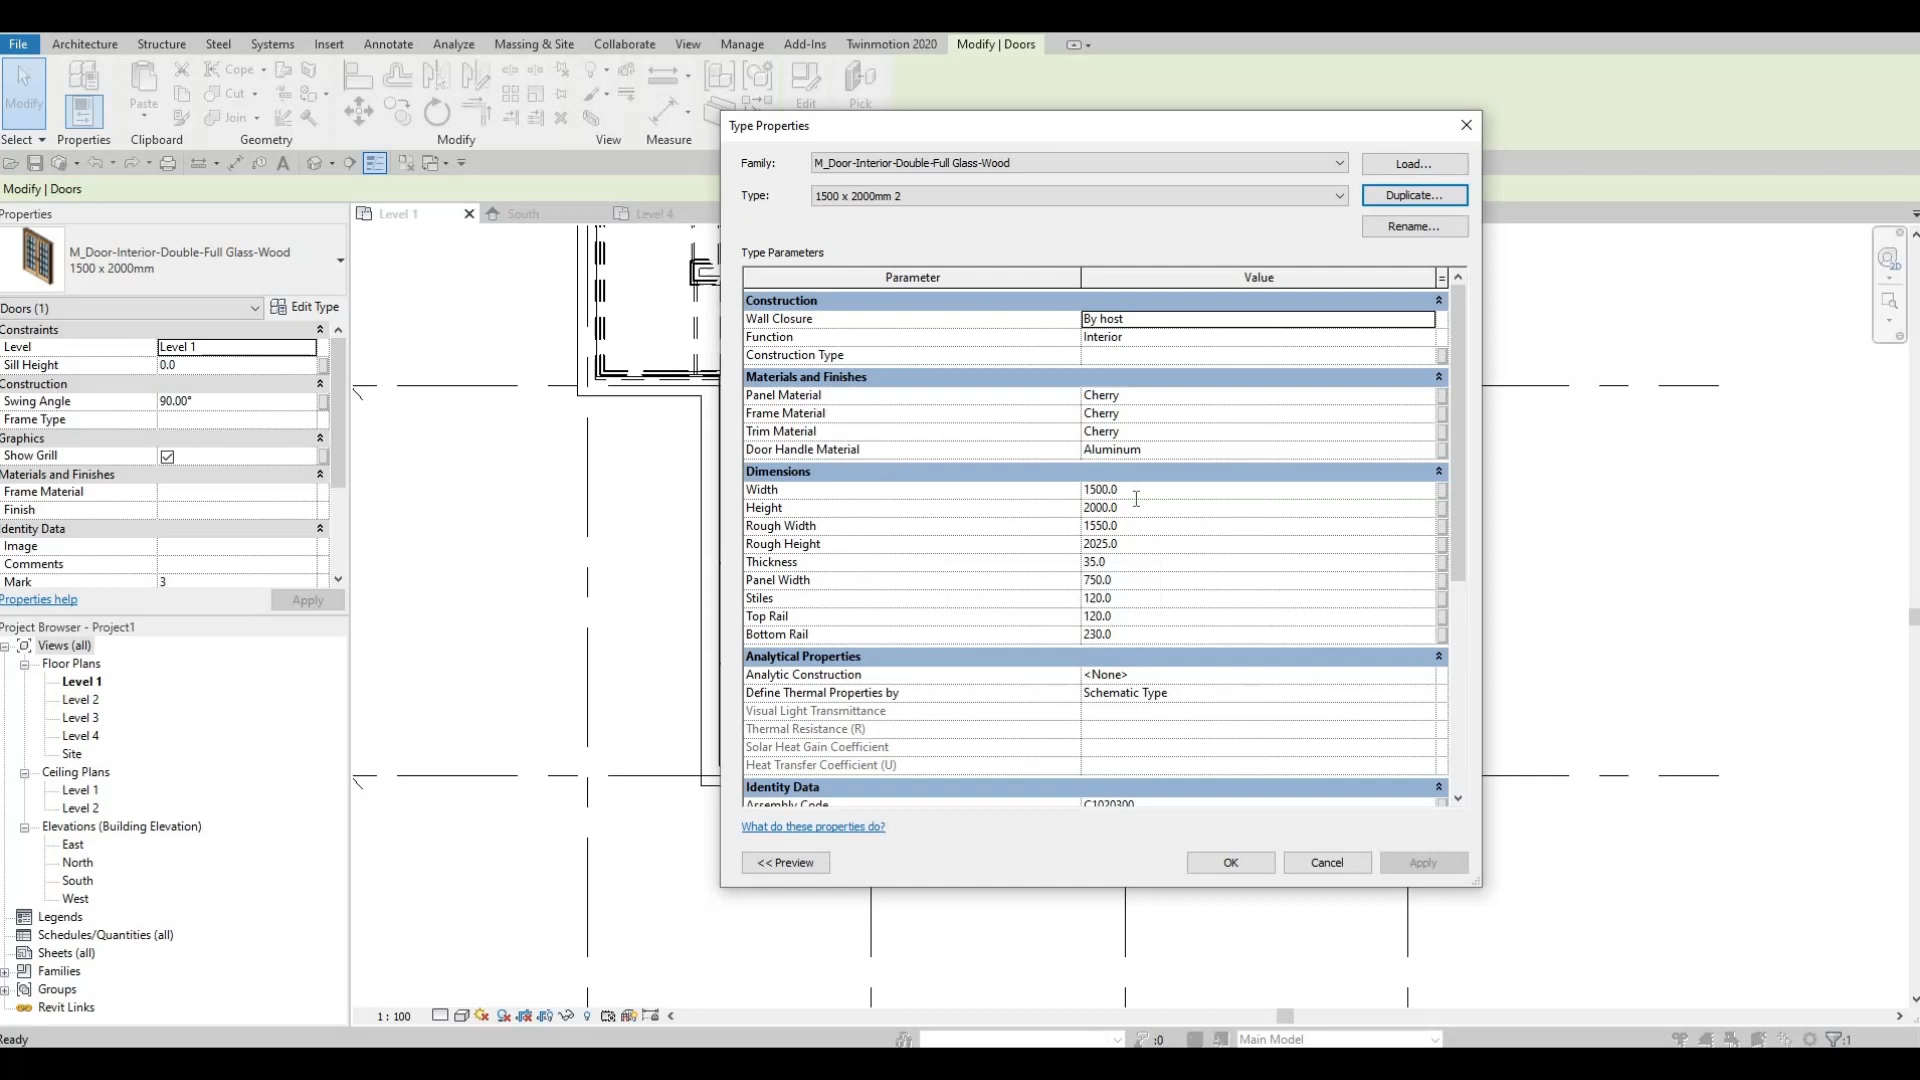 File Architecture Structure Steel Systems Insert Annotate Analyze Massing & Site Collaborate View Manage Add-Ins Twinmotion 2020 Modify | Doors
Modify
Paste
Cope
Cut
Join
Edit
Pick
Select Properties Clipboard Geometry Modify View Measure
Modify | Doors
Properties
M_Door-Interior-Double-Full Glass-Wood
1500 x 2000mm
Doors (1) Edit Type
Constraints
Level Level 1
Sill Height 0.0
Construction
Swing Angle 90.00°
Frame Type
Graphics
Show Grill
Materials and Finishes
Frame Material
Finish
Identity Data
Image
Comments
Mark 3
Properties help Apply
Project Browser - Project1
Views (all)
Floor Plans
Level 1
Level 2
Level 3
Level 4
Site
Ceiling Plans
Level 1
Level 2
Elevations (Building Elevation)
East
North
South
West
Legends
Schedules/Quantities (all)
Sheets (all)
Families
Groups
Revit Links
Level 1 South Level 4
Type Properties
Family: M_Door-Interior-Double-Full Glass-Wood Load...
Type: 1500 x 2000mm 2 Duplicate...
Rename...
Type Parameters
Parameter Value =
Construction
Wall Closure By host
Function Interior
Construction Type
Materials and Finishes
Panel Material Cherry
Frame Material Cherry
Trim Material Cherry
Door Handle Material Aluminum
Dimensions
Width 1500.0
Height 2000.0
Rough Width 1550.0
Rough Height 2025.0
Thickness 35.0
Panel Width 750.0
Stiles 120.0
Top Rail 120.0
Bottom Rail 230.0
Analytical Properties
Analytic Construction <None>
Define Thermal Properties by Schematic Type
Visual Light Transmittance
Thermal Resistance (R)
Solar Heat Gain Coefficient
Heat Transfer Coefficient (U)
Identity Data
Assembly Code C1020300
What do these properties do?
<< Preview OK Cancel Apply
2D
1 : 100
Ready :0 Main Model :1